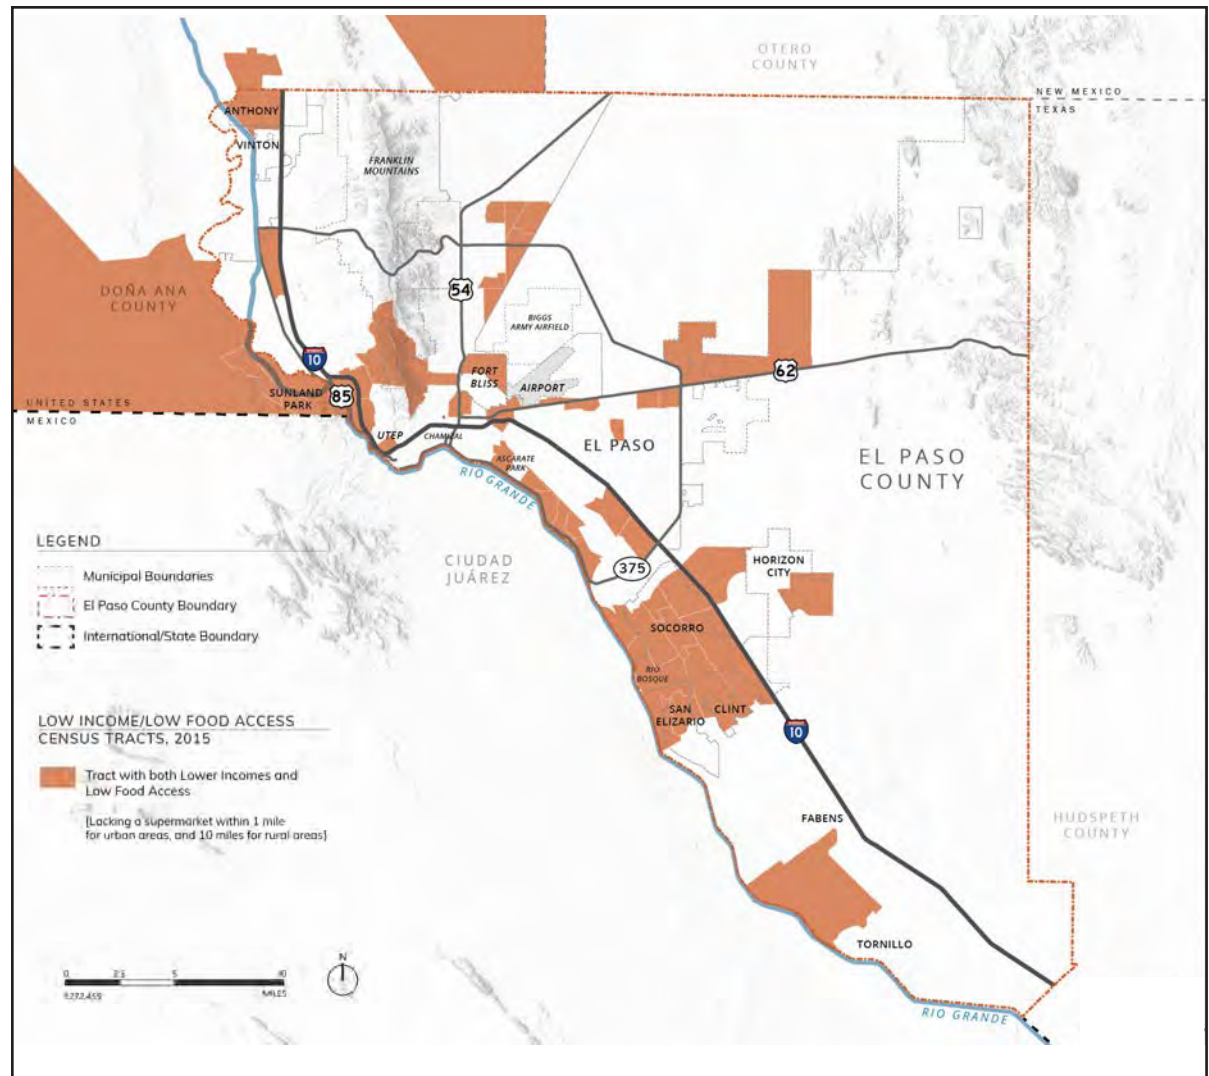 OTERO
COUNTY
NEW MEXICO
TEXAS
ANTHONY
VINTON
FRANKLIN
MOUNTAINS
DOÑA ANA
COUNTY
54
BIGGS
ARMY AIRFIELD
10
FORT
BLISS
AIRPORT
62
SUNLAND
PARK
85
UNITED STATES
MEXICO
UTEP
CHAMIZAL
EL PASO
ASCARATE
PARK
RIO GRANDE
EL PASO
COUNTY
LEGEND
Municipal Boundaries
El Paso County Boundary
International/State Boundary
CIUDAD
JUÁREZ
375
HORIZON
CITY
SOCORRO
RIO
BOSQUE
SAN
ELIZARIO
CLINT
10
LOW INCOME/LOW FOOD ACCESS
CENSUS TRACTS, 2015
Tract with both Lower Incomes and
Low Food Access
[Lacking a supermarket within 1 mile
for urban areas, and 10 miles for rural areas]
FABENS
HUDSPETH
COUNTY
TORNILLO
N
0 2.5 5 10
MILES
RIO GRANDE